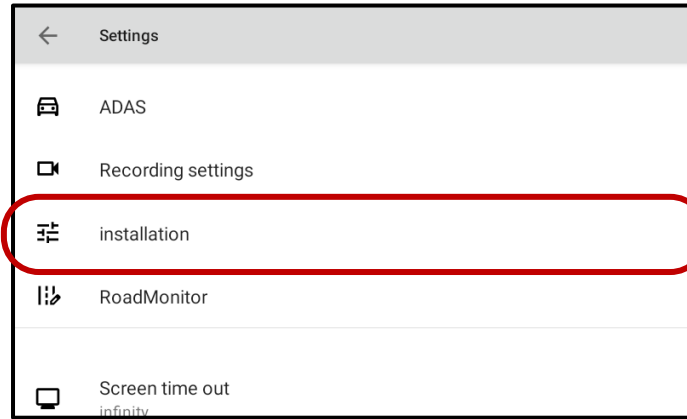 Settings
ADAS
Recording settings
installation
RoadMonitor
Screen time out
infinity